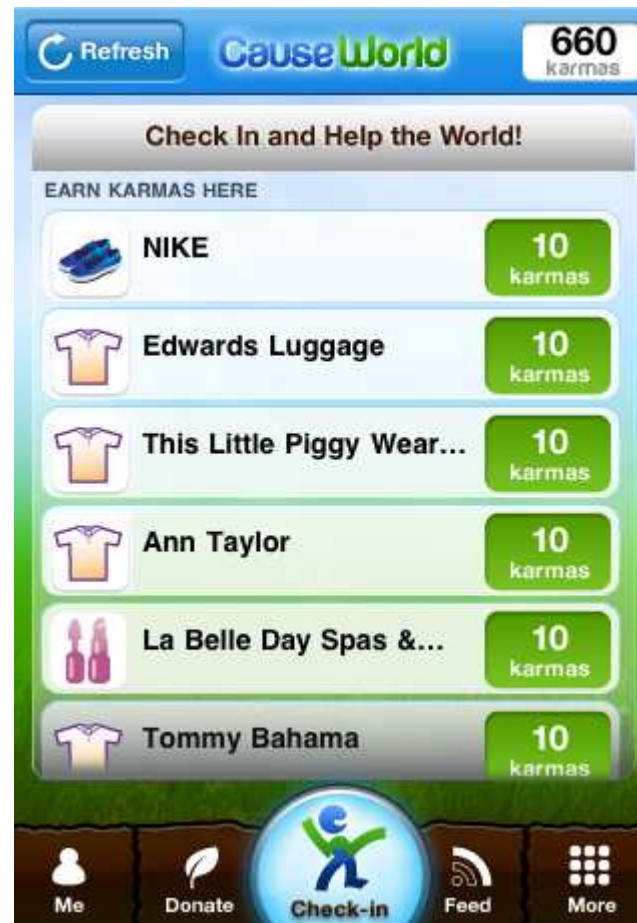 Refresh
CauseWorld
660
karmas
Check In and Help the World!
EARN KARMAS HERE
NIKE
10
karmas
Edwards Luggage
10
karmas
This Little Piggy Wear...
10
karmas
Ann Taylor
10
karmas
La Belle Day Spas &...
10
karmas
Tommy Bahama
10
karmas
Me
Donate
Check-in
Feed
More